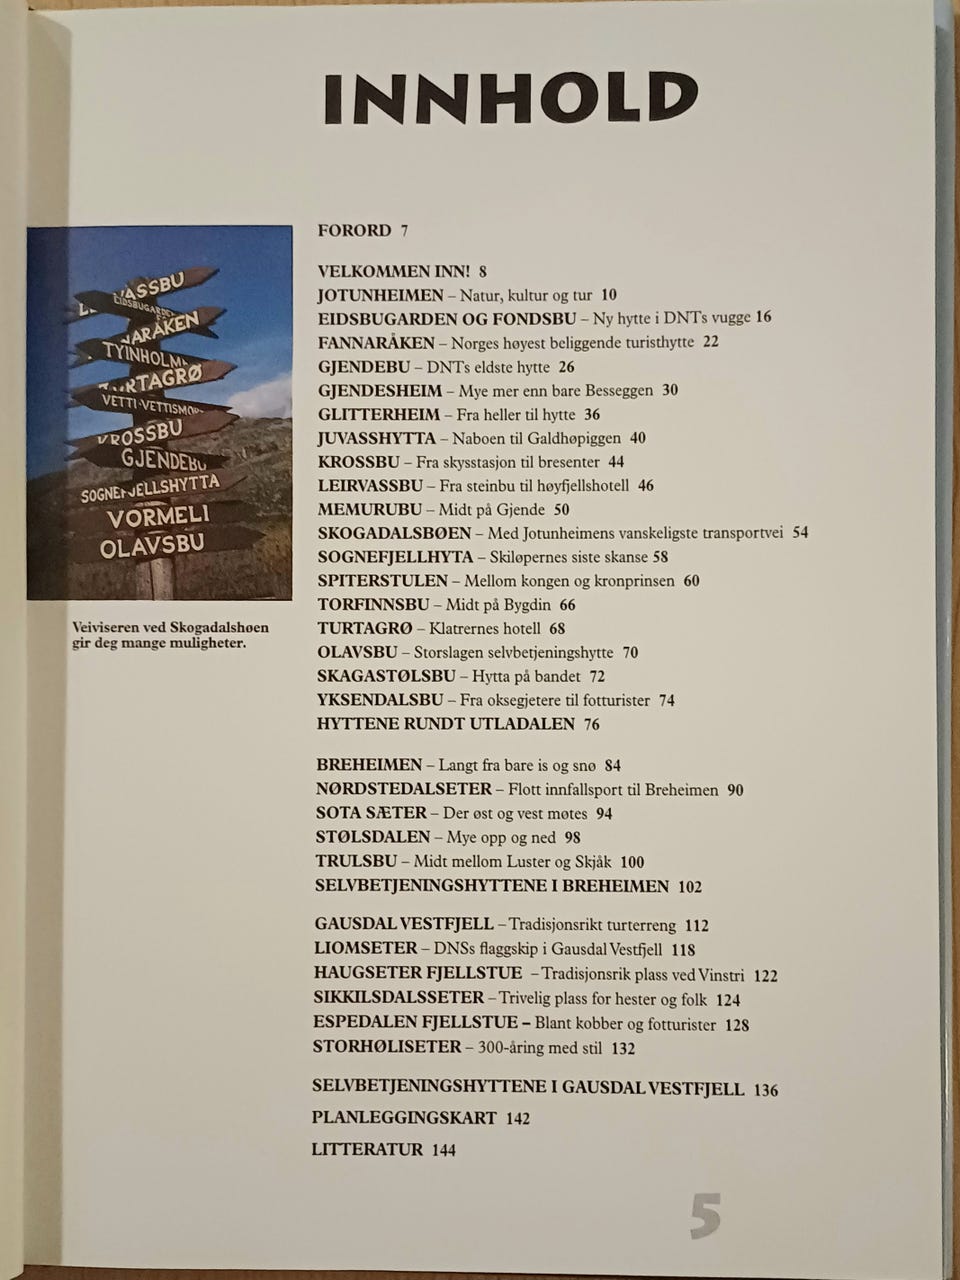 INNHOLD
FORORD 7
VELKOMMEN INN! 8
JOTUNHEIMEN – Natur, kultur og tur 10
EIDSBUGARDEN OG FONDSBU – Ny hytte i DNTs vugge 16
FANNARÅKEN – Norges høyest beliggende turisthytte 22
GJENDEBU – DNTs eldste hytte 26
GJENDESHEIM – Mye mer enn bare Besseggen 30
GLITTERHEIM – Fra heller til hytte 36
JUVASSHYTTA – Naboen til Galdhøpiggen 40
KROSSBU – Fra skysstasjon til bresenter 44
LEIRVASSBU – Fra steinbu til høyfjellshotell 46
MEMURUBU – Midt på Gjende 50
SKOGADALSBØEN – Med Jotunheimens vanskeligste transportvei 54
SOGNEFJELLHYTA – Skiløpernes siste skanse 58
SPITERSTULEN – Mellom kongen og kronprinsen 60
TORFINNSBU – Midt på Bygdin 66
TURTAGRØ – Klatrernes hotell 68
OLAVSBU – Storslagen selvbetjeningshytte 70
SKAGASTØLSBU – Hytta på bandet 72
YKSENDALSBU – Fra oksegjetere til fotturister 74
HYTTENE RUNDT UTLADALEN 76
BREHEIMEN – Langt fra bare is og snø 84
NØRDSTEDALSETER – Flott innfallsport til Breheimen 90
SOTA SÆTER – Der øst og vest møtes 94
STØLSDALEN – Mye opp og ned 98
TRULSBU – Midt mellom Luster og Skjåk 100
SELVBETJENINGSHYTTENE I BREHEIMEN 102
GAUSDAL VESTFJELL – Tradisjonsrikt turterreng 112
LIOMSETER – DNSs flaggskip i Gausdal Vestfjell 118
HAUGSETER FJELLSTUE – Tradisjonsrik plass ved Vinstri 122
SIKKILSDALSSETER – Trivelig plass for hester og folk 124
ESPEDALEN FJELLSTUE – Blant kobber og fotturister 128
STORHØLISETER – 300-åring med stil 132
SELVBETJENINGSHYTTENE I GAUSDAL VESTFJELL 136
PLANLEGGINGSKART 142
LITTERATUR 144
VASSBU
EIDSBUGARDEN
NARÅKEN
TYINHOLM
TURTAGRØ
VETTI-VETTISMO
KROSSBU
GJENDEBU
SOGNEFJELLSHYTTA
VORMELI
OLAVSBU
Veiviseren ved Skogadalshøen
gir deg mange muligheter.
5